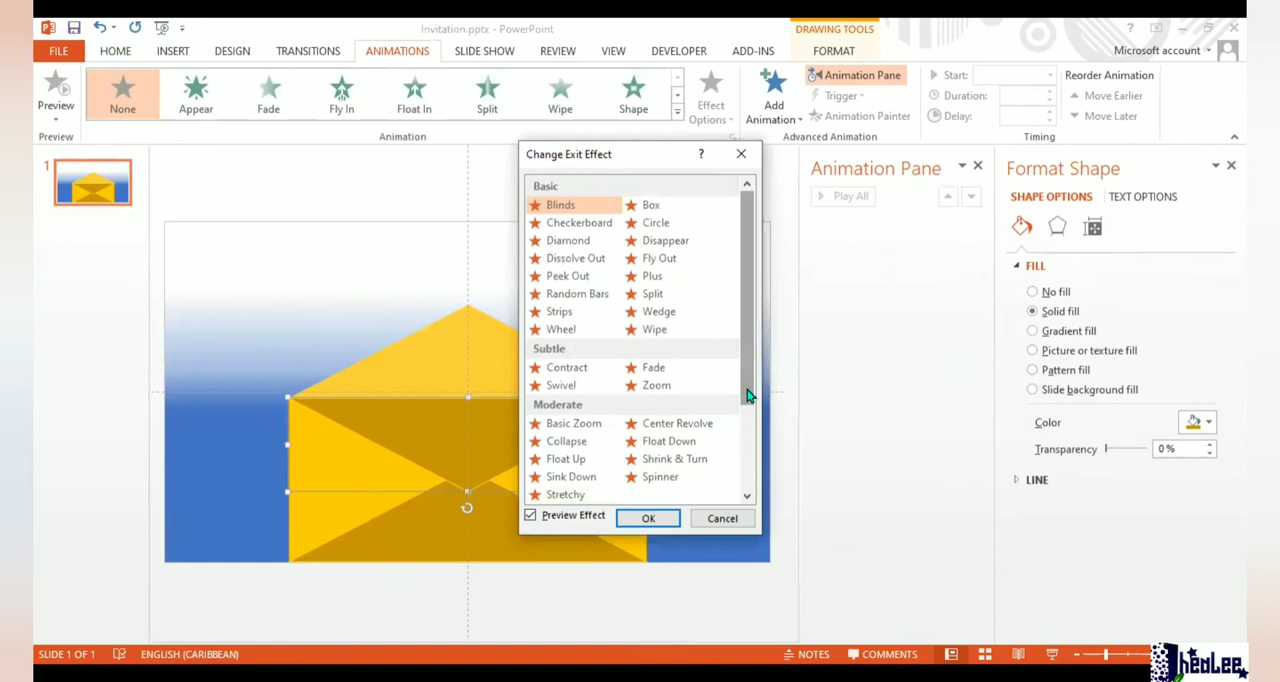 Invitation.pptx - PowerPoint
DRAWING TOOLS
FILE HOME INSERT DESIGN TRANSITIONS ANIMATIONS SLIDE SHOW REVIEW VIEW DEVELOPER ADD-INS FORMAT
Microsoft account
None Appear Fade Fly In Float In Split Wipe Shape
Preview
Effect Options
Add Animation
Animation Pane
Trigger
Animation Painter
Start:
Duration:
Delay:
Reorder Animation
Move Earlier
Move Later
Preview Animation Advanced Animation Timing
1
Change Exit Effect ?
Basic
Blinds Box
Checkerboard Circle
Diamond Disappear
Dissolve Out Fly Out
Peek Out Plus
Random Bars Split
Strips Wedge
Wheel Wipe
Subtle
Contract Fade
Swivel Zoom
Moderate
Basic Zoom Center Revolve
Collapse Float Down
Float Up Shrink & Turn
Sink Down Spinner
Stretchy
Preview Effect OK Cancel
Animation Pane
Play All
Format Shape
SHAPE OPTIONS TEXT OPTIONS
FILL
No fill
Solid fill
Gradient fill
Picture or texture fill
Pattern fill
Slide background fill
Color
Transparency 0 %
LINE
SLIDE 1 OF 1 ENGLISH (CARIBBEAN) NOTES COMMENTS
TheoLee